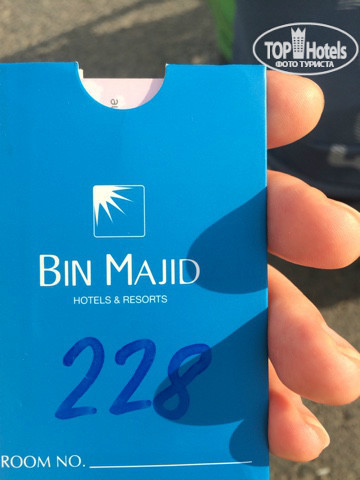 TOP Hotels
ФОТО ТУРИСТА
BIN MAJID
HOTELS & RESORTS
228
ROOM NO.